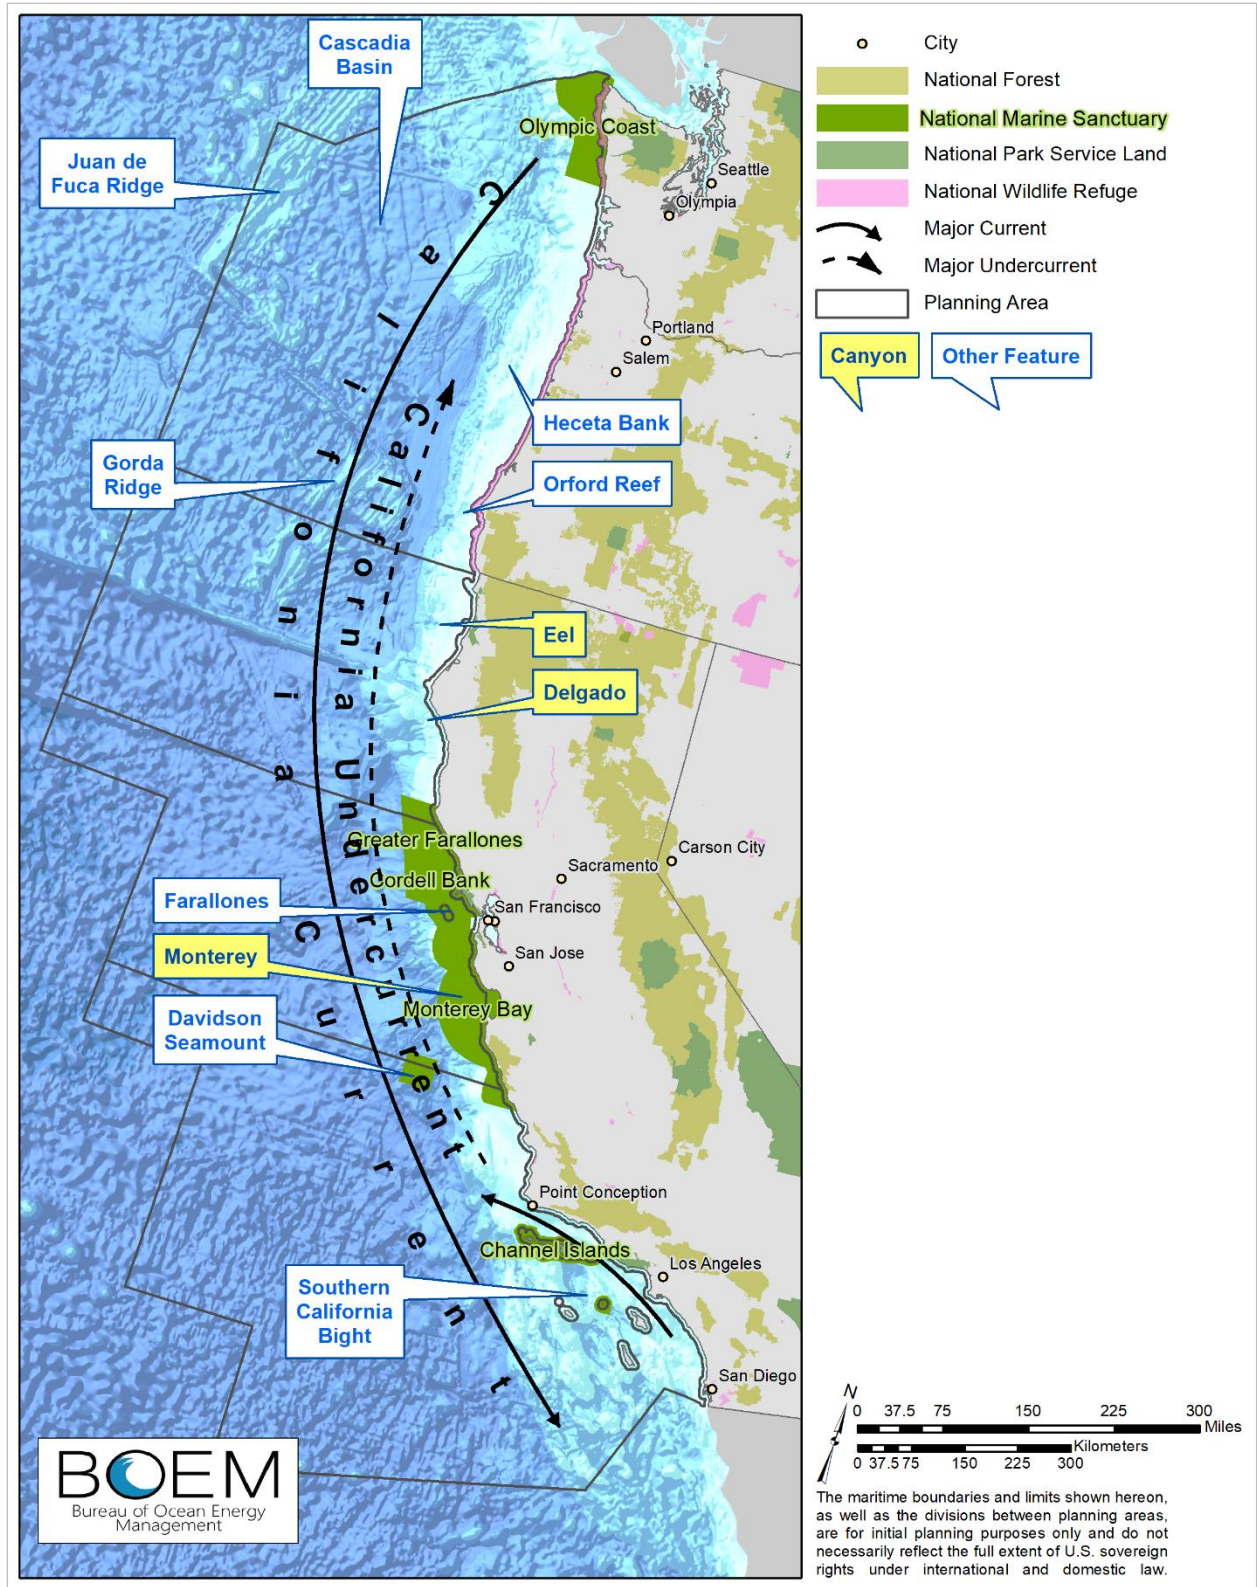 Cascadia
Basin
Juan de
Fuca Ridge
Olympic Coast
Seattle
Olympia
Portland
Salem
Heceta Bank
Gorda
Ridge
Orford Reef
Eel
Delgado
California Current
California Undercurrent
Greater Farallones
Cordell Bank
Carson City
Sacramento
Farallones
San Francisco
Monterey
San Jose
Monterey Bay
Davidson
Seamount
Point Conception
Channel Islands
Los Angeles
Southern
California
Bight
San Diego
BOEM
Bureau of Ocean Energy
Management
City
National Forest
National Marine Sanctuary
National Park Service Land
National Wildlife Refuge
Major Current
Major Undercurrent
Planning Area
Canyon
Other Feature
N
0 37.5 75 150 225 300
Miles
Kilometers
0 37.5 75 150 225 300
The maritime boundaries and limits shown hereon,
as well as the divisions between planning areas,
are for initial planning purposes only and do not
necessarily reflect the full extent of U.S. sovereign
rights under international and domestic law.